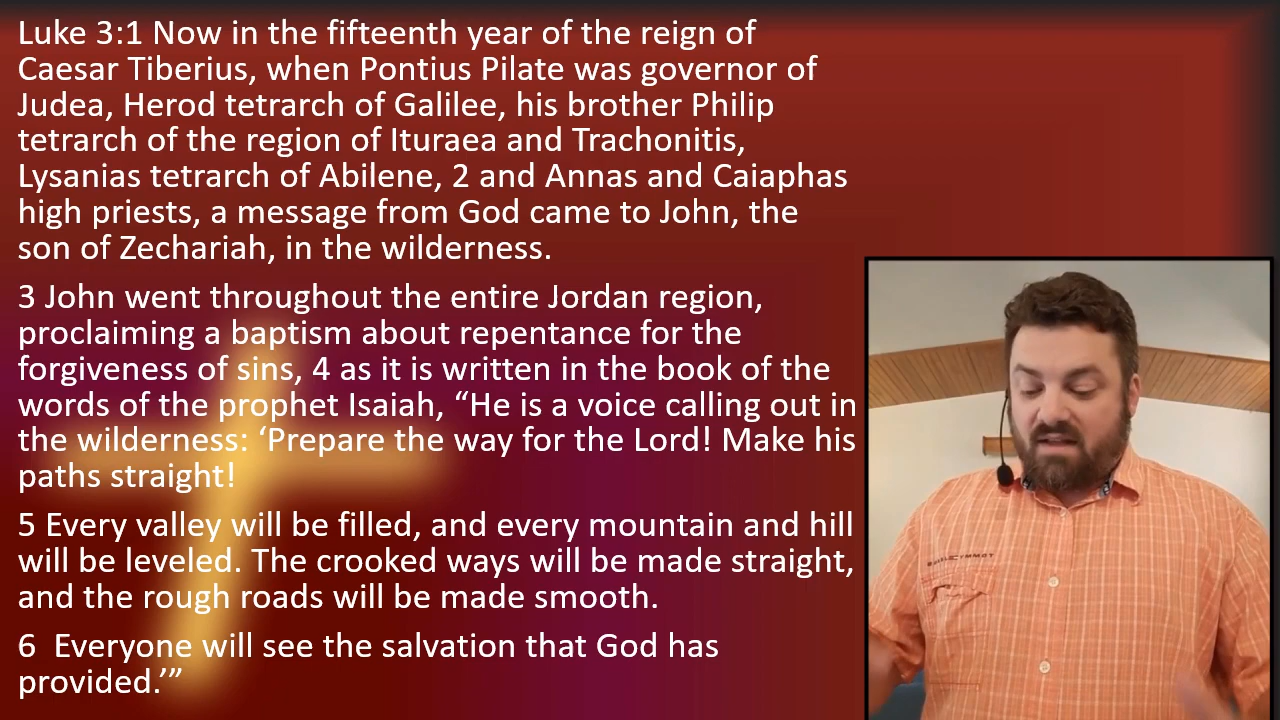 Luke 3:1 Now in the fifteenth year of the reign of
Caesar Tiberius, when Pontius Pilate was governor of
Judea, Herod tetrarch of Galilee, his brother Philip
tetrarch of the region of Ituraea and Trachonitis,
Lysanias tetrarch of Abilene, 2 and Annas and Caiaphas
high priests, a message from God came to John, the
son of Zechariah, in the wilderness.
3 John went throughout the entire Jordan region,
proclaiming a baptism about repentance for the
forgiveness of sins, 4 as it is written in the book of the
words of the prophet Isaiah, “He is a voice calling out in
the wilderness: ‘Prepare the way for the Lord! Make his
paths straight!
5 Every valley will be filled, and every mountain and hill
will be leveled. The crooked ways will be made straight,
and the rough roads will be made smooth.
6  Everyone will see the salvation that God has
provided.’”